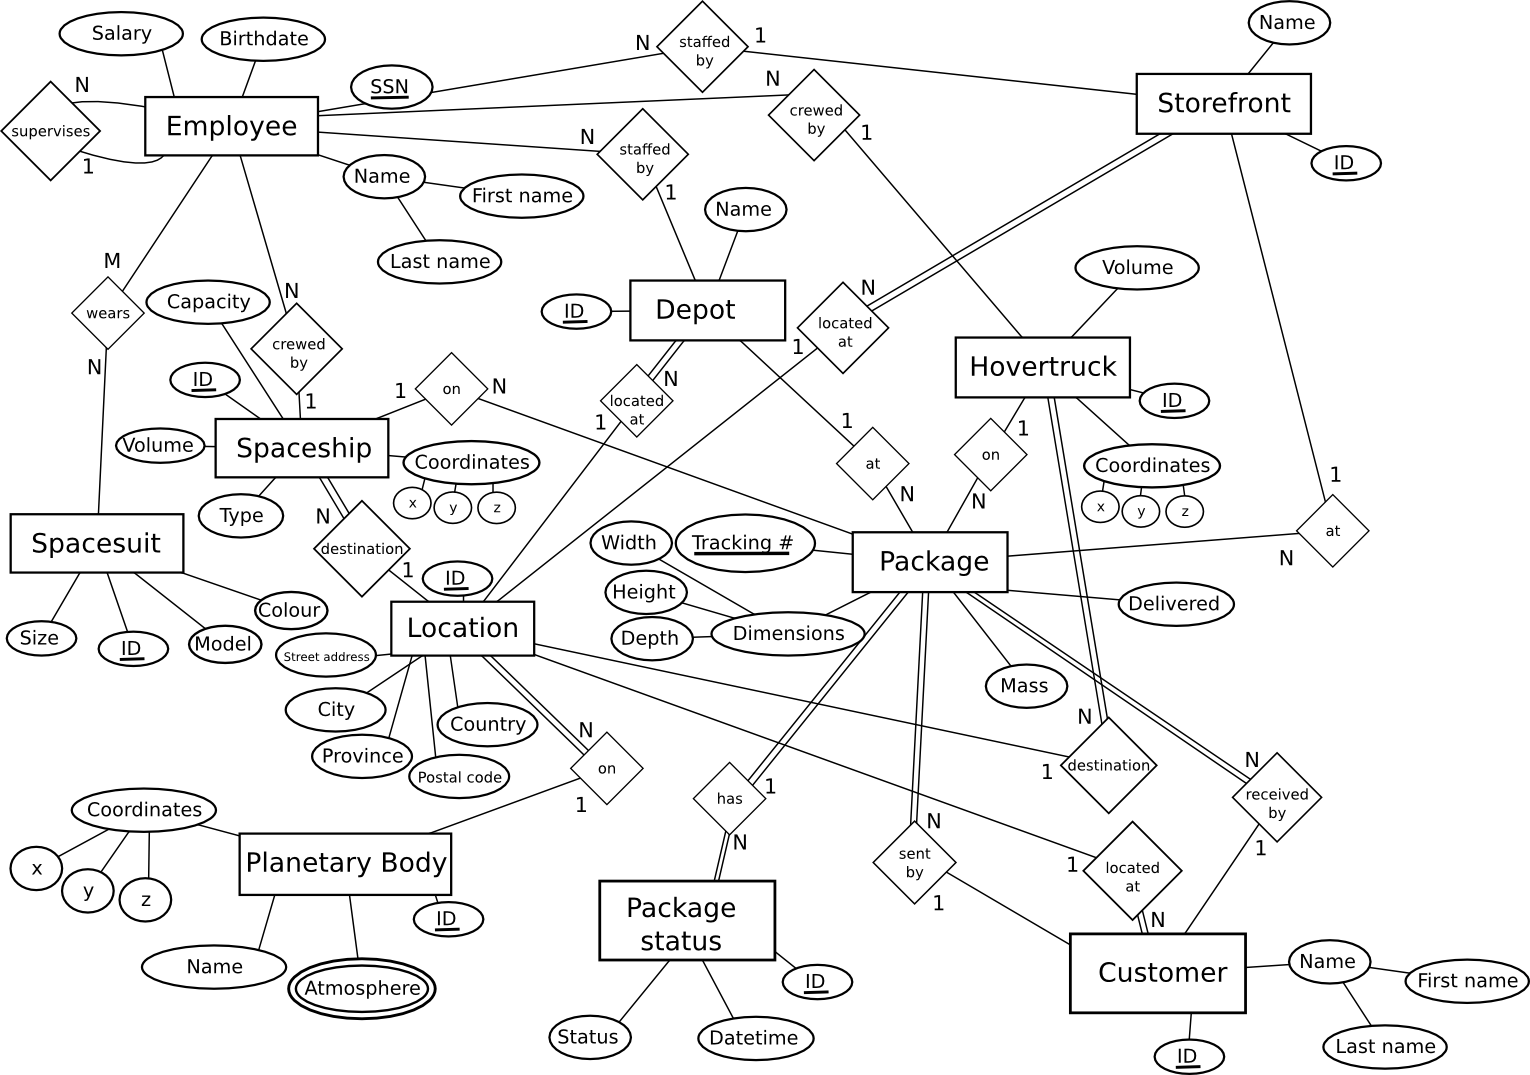 Name
Salary
Birthdate
N
staffed
by
1
SSN
N
N
Storefront
supervises
Employee
crewed
by
1
1
N
staffed
by
Name
First name
1
ID
Name
Last name
M
Volume
wears
Capacity
N
N
ID
Depot
located
at
crewed
by
1
N
Hovertruck
ID
1
on
N
N
located
at
1
1
ID
1
Volume
Spaceship
Coordinates
1
at
on
Coordinates
x
y
z
N
N
x
y
z
1
Type
N
destination
1
Spacesuit
Width
Tracking #
Package
at
N
ID
Height
Delivered
Colour
Size
ID
Model
Location
Depth
Dimensions
Street address
City
Mass
Country
N
N
Province
Postal code
on
1
1
destination
N
Coordinates
has
1
received
by
N
N
1
x
y
z
Planetary Body
sent
by
1
located
at
ID
1
N
Package
status
Name
Atmosphere
ID
Customer
Name
First name
Status
Datetime
ID
Last name